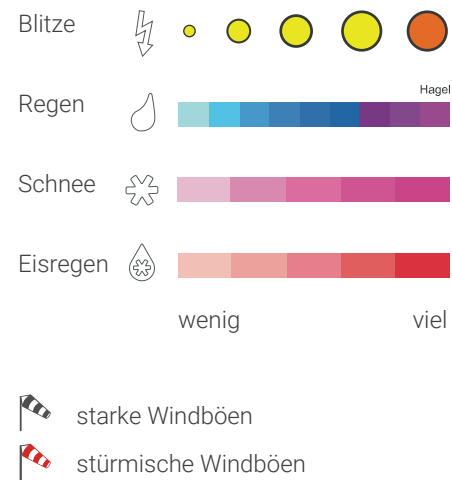 Blitze
Hagel
Regen
Schnee
Eisregen
wenig viel
starke Windböen
stürmische Windböen